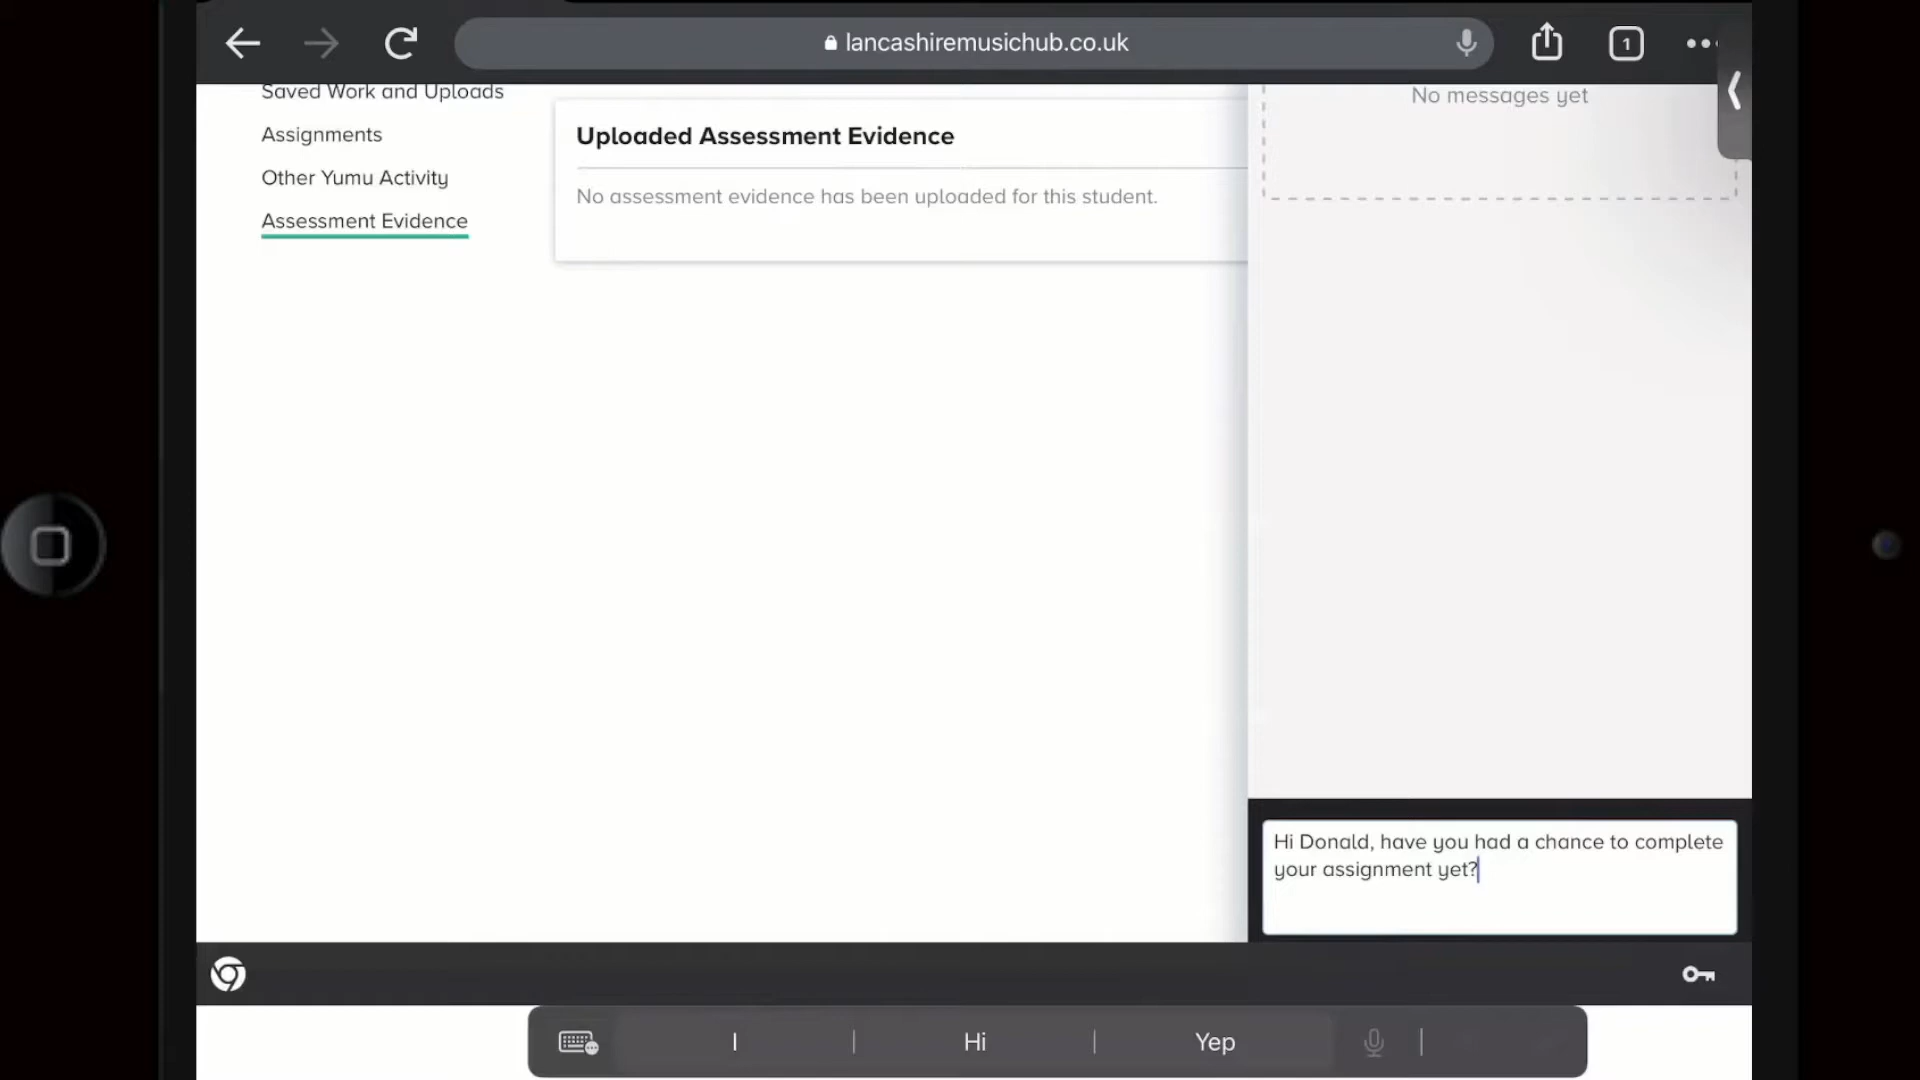 lancashiremusichub.co.uk
1
Saved Work and Uploads
Assignments
Other Yumu Activity
Assessment Evidence
Uploaded Assessment Evidence
No assessment evidence has been uploaded for this student.
No messages yet
Hi Donald, have you had a chance to complete
your assignment yet?
I
Hi
Yep